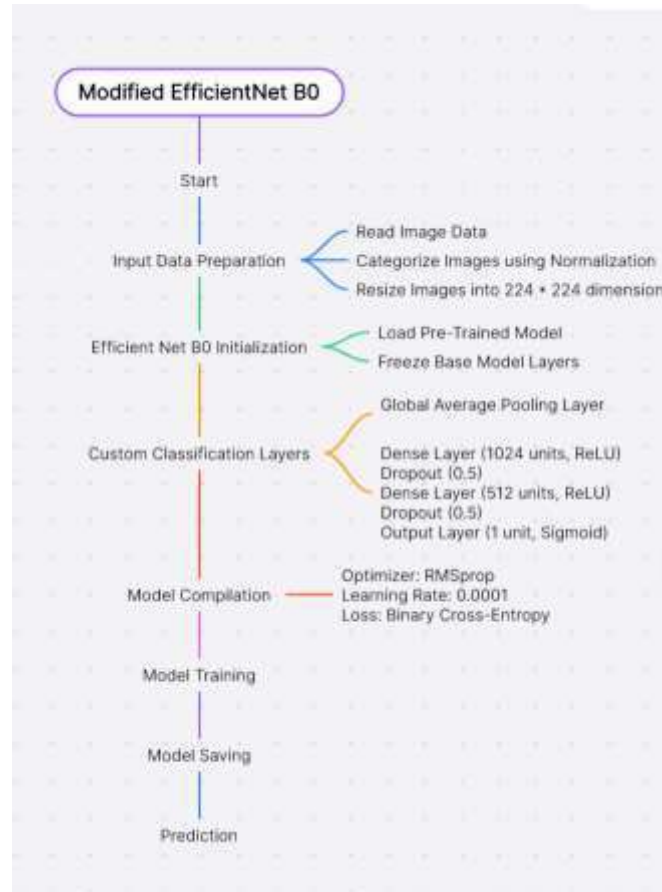 Modified EfficientNet B0
Start
Input Data Preparation
Read Image Data
Categorize Images using Normalization
Resize Images into 224 * 224 dimension
Efficient Net B0 Initialization
Load Pre-Trained Model
Freeze Base Model Layers
Custom Classification Layers
Global Average Pooling Layer
Dense Layer (1024 units, ReLU)
Dropout (0.5)
Dense Layer (512 units, ReLU)
Dropout (0.5)
Output Layer (1 unit, Sigmoid)
Model Compilation
Optimizer: RMSprop
Learning Rate: 0.0001
Loss: Binary Cross-Entropy
Model Training
Model Saving
Prediction